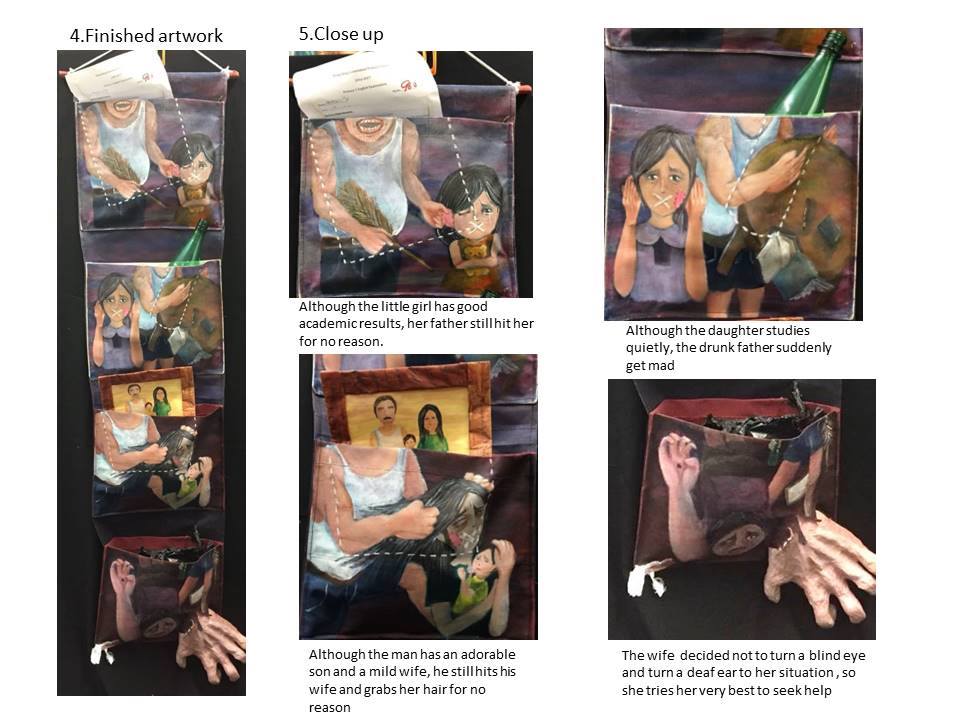 4.Finished artwork
5.Close up
Although the little girl has good
academic results, her father still hit her
for no reason.
Although the daughter studies
quietly, the drunk father suddenly
get mad
Although the man has an adorable
son and a mild wife, he still hits his
wife and grabs her hair for no
reason
The wife decided not to turn a blind eye
and turn a deaf ear to her situation , so
she tries her very best to seek help